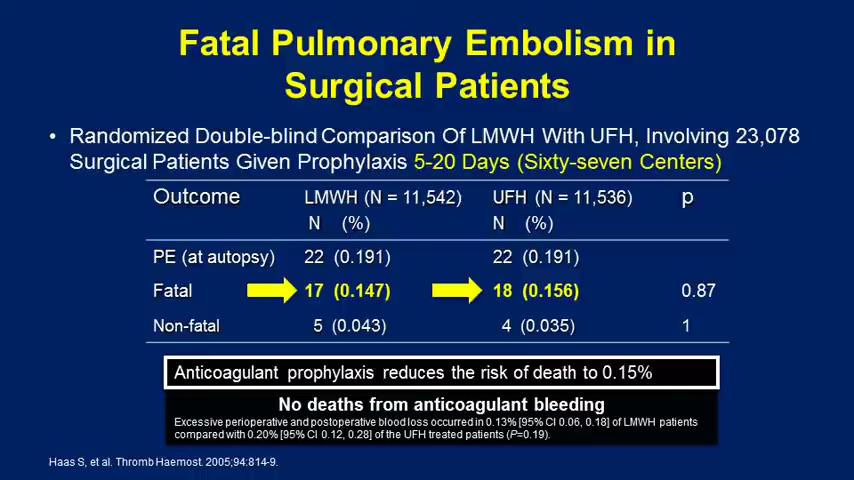 Fatal Pulmonary Embolism in
Surgical Patients
• Randomized Double-blind Comparison Of LMWH With UFH, Involving 23,078
Surgical Patients Given Prophylaxis 5-20 Days (Sixty-seven Centers)
Outcome LMWH (N = 11,542) UFH (N = 11,536) p
N (%) N (%)
PE (at autopsy) 22 (0.191) 22 (0.191)
Fatal 17 (0.147) 18 (0.156) 0.87
Non-fatal 5 (0.043) 4 (0.035) 1
Anticoagulant prophylaxis reduces the risk of death to 0.15%
No deaths from anticoagulant bleeding
Excessive perioperative and postoperative blood loss occurred in 0.13% [95% CI 0.06, 0.18] of LMWH patients
compared with 0.20% [95% CI 0.12, 0.28] of the UFH treated patients (P=0.19).
Haas S, et al. Thromb Haemost. 2005;94:814-9.